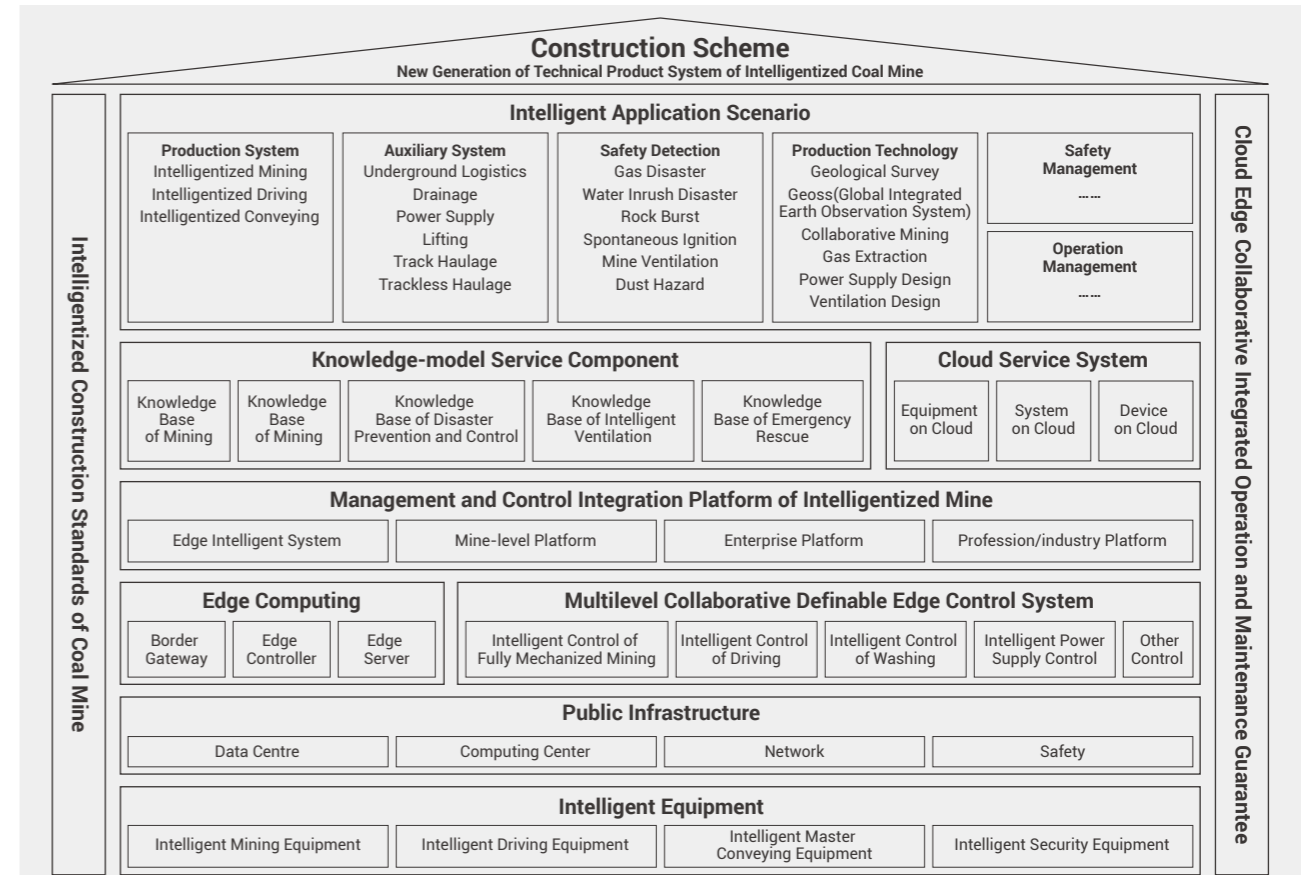 Construction Scheme
New Generation of Technical Product System of Intelligentized Coal Mine
Intelligentized Construction Standards of Coal Mine
Intelligent Application Scenario
Production System
Intelligentized Mining
Intelligentized Driving
Intelligentized Conveying
Auxiliary System
Underground Logistics
Drainage
Power Supply
Lifting
Track Haulage
Trackless Haulage
Safety Detection
Gas Disaster
Water Inrush Disaster
Rock Burst
Spontaneous Ignition
Mine Ventilation
Dust Hazard
Production Technology
Geological Survey
Geoss(Global Integrated
Earth Observation System)
Collaborative Mining
Gas Extraction
Power Supply Design
Ventilation Design
Safety
Management
... ...
Operation
Management
... ...
Knowledge-model Service Component
Knowledge
Base
of Mining
Knowledge
Base
of Mining
Knowledge
Base of Disaster
Prevention and Control
Knowledge
Base of Intelligent
Ventilation
Knowledge
Base of Emergency
Rescue
Cloud Service System
Equipment
on Cloud
System
on Cloud
Device
on Cloud
Management and Control Integration Platform of Intelligentized Mine
Edge Intelligent System
Mine-level Platform
Enterprise Platform
Profession/industry Platform
Edge Computing
Border
Gateway
Edge
Controller
Edge
Server
Multilevel Collaborative Definable Edge Control System
Intelligent Control of
Fully Mechanized Mining
Intelligent Control
of Driving
Intelligent Control
of Washing
Intelligent Power
Supply Control
Other
Control
Public Infrastructure
Data Centre
Computing Center
Network
Safety
Intelligent Equipment
Intelligent Mining Equipment
Intelligent Driving Equipment
Intelligent Master
Conveying Equipment
Intelligent Security Equipment
Cloud Edge Collaborative Integrated Operation and Maintenance Guarantee